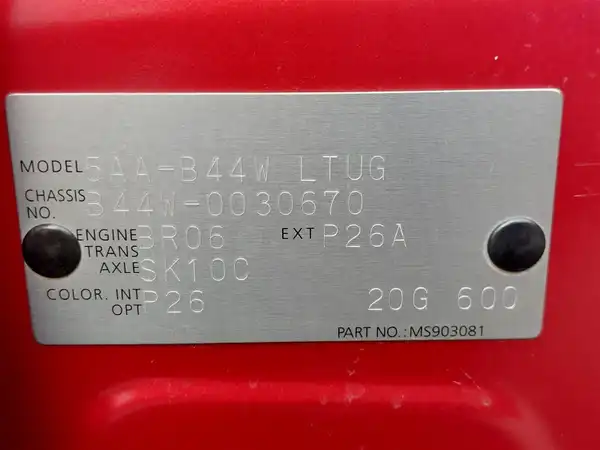 MODEL 5AA-B44W LTUG
CHASSIS NO. B44W-0030670
ENGINE BR06 EXT P26A
TRANS AXLE SK10C
COLOR. INT P26 20G 600
OPT
PART NO.: MS903081